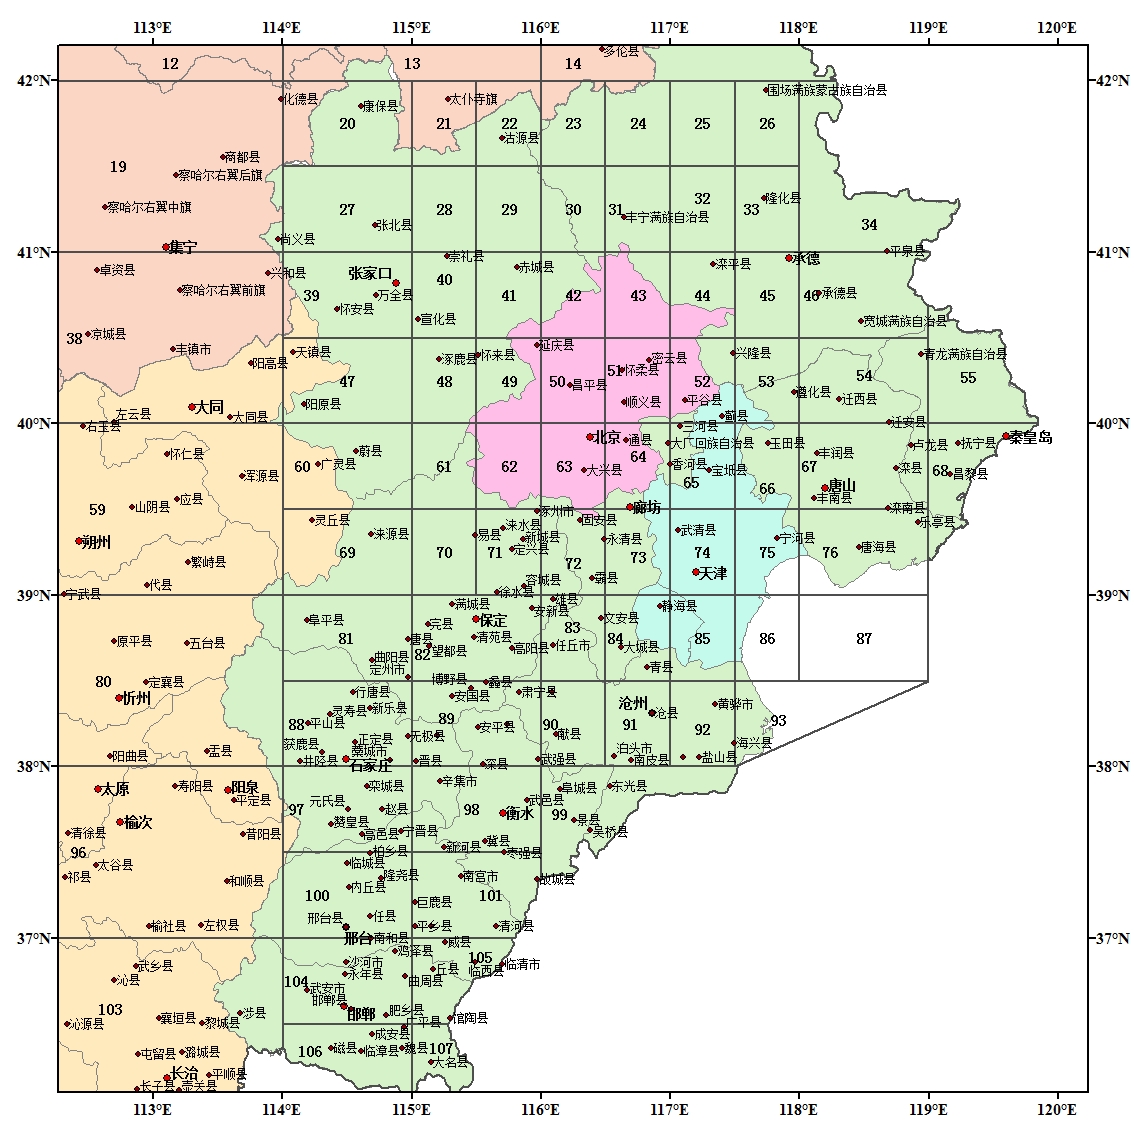 113°E 114°E 115°E 116°E 117°E 118°E 119°E 120°E
多伦县
12 13 14
42°N 42°N
围场满族蒙古族自治县
化德县 康保县 太仆寺旗
20 21 22 23 24 25 26
沽源县
商都县
19
察哈尔右翼后旗
隆化县
32
察哈尔右翼中旗
27 28 29 30 31 33
丰宁满族自治县
张北县 34
尚义县
集宁
41°N 41°N
平泉县
崇礼县 承德
滦平县
卓资县 兴和县 张家口 赤城县
40
察哈尔右翼前旗
39 万全县 41 42 43 44 45 46 承德县
怀安县
宣化县 宽城满族自治县
凉城县
38
丰镇市 天镇县 延庆县
阳高县 涿鹿县 怀来县 密云县 兴隆县 青龙满族自治县
51 怀柔县
47 48 49 50 昌平县 52 53 54 55
遵化县 迁西县
大同 阳原县 顺义县 平谷县
左云县 大同县 蓟县
40°N 40°N
右玉县 三河县 迁安县
北京 通县 大厂回族自治县 玉田县 卢龙县 抚宁县 秦皇岛
怀仁县 蔚县 丰润县
广灵县 64
60 61 62 63 大兴县 香河县 宝坻县 67 滦县 68 昌黎县
浑源县 65 66 唐山
应县 丰南县
山阴县
59 涿州市 廊坊 滦南县
灵丘县 固安县 乐亭县
涞水县 武清县
朔州 涞源县 易县 新城县 永清县 宁河县
69 70 71 定兴县 72 73 74 75 76 唐海县
繁峙县
天津
代县 容城县 霸县
39°N 39°N
宁武县 徐水县
满城县 安新县 雄县 静海县
阜平县 完县 保定 文安县
83
原平县 五台县 81 唐县 清苑县 84 85 86 87
望都县 高阳县 任丘市 大城县
82
曲阳县
定州市 青县
80 定襄县 博野县 蠡县
忻州 行唐县 安国县 肃宁县
沧州 黄骅市
灵寿县 新乐县 沧县
88 平山县 89 安平县 90 91 92 93
献县
正定县 无极县
获鹿县 海兴县
阳曲县 盂县 藁城市 泊头市
井陉县 石家庄 晋县 深县 武强县 南皮县 盐山县
38°N 38°N
太原 寿阳县 阳泉 栾城县 辛集市 阜城县 东光县
平定县 元氏县 武邑县
97 赵县 98 衡水 99
榆次 赞皇县 景县
清徐县 昔阳县 高邑县 宁晋县 吴桥县
冀县
96 柏乡县 新河县 枣强县
太谷县 临城县
祁县 和顺县 隆尧县 南宫市 故城县
内丘县
100 101
巨鹿县
邢台县 任县
榆社县 左权县 平乡县 清河县
37°N 37°N
邢台 南和县 威县
鸡泽县
武乡县 沙河市 105 临清市
永年县 丘县 临西县
沁县 104 曲周县
武安市
邯郸县
103 涉县 邯郸 肥乡县
沁源县 襄垣县 黎城县 广平县 馆陶县
成安县
屯留县 潞城县 106 磁县 临漳县 魏县 107
大名县
长治 平顺县
长子县 壶关县
113°E 114°E 115°E 116°E 117°E 118°E 119°E 120°E